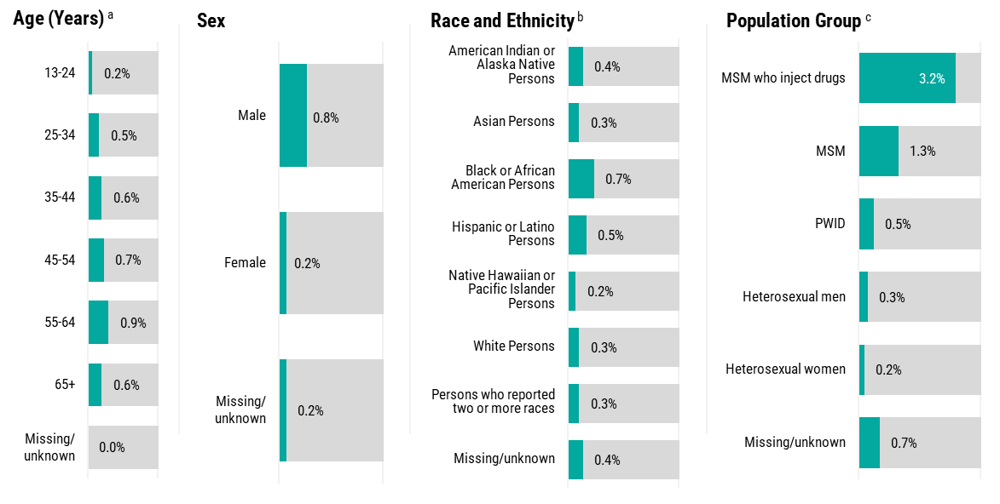 Age (Years) a
13-24
0.2%
25-34
0.5%
35-44
0.6%
45-54
0.7%
55-64
0.9%
65+
0.6%
Missing/
unknown
0.0%
Sex
Male
0.8%
Female
0.2%
Missing/
unknown
0.2%
Race and Ethnicity b
American Indian or
Alaska Native
Persons
0.4%
Asian Persons
0.3%
Black or African
American Persons
0.7%
Hispanic or Latino
Persons
0.5%
Native Hawaiian or
Pacific Islander
Persons
0.2%
White Persons
0.3%
Persons who reported
two or more races
0.3%
Missing/unknown
0.4%
Population Group c
MSM who inject drugs
3.2%
MSM
1.3%
PWID
0.5%
Heterosexual men
0.3%
Heterosexual women
0.2%
Missing/unknown
0.7%